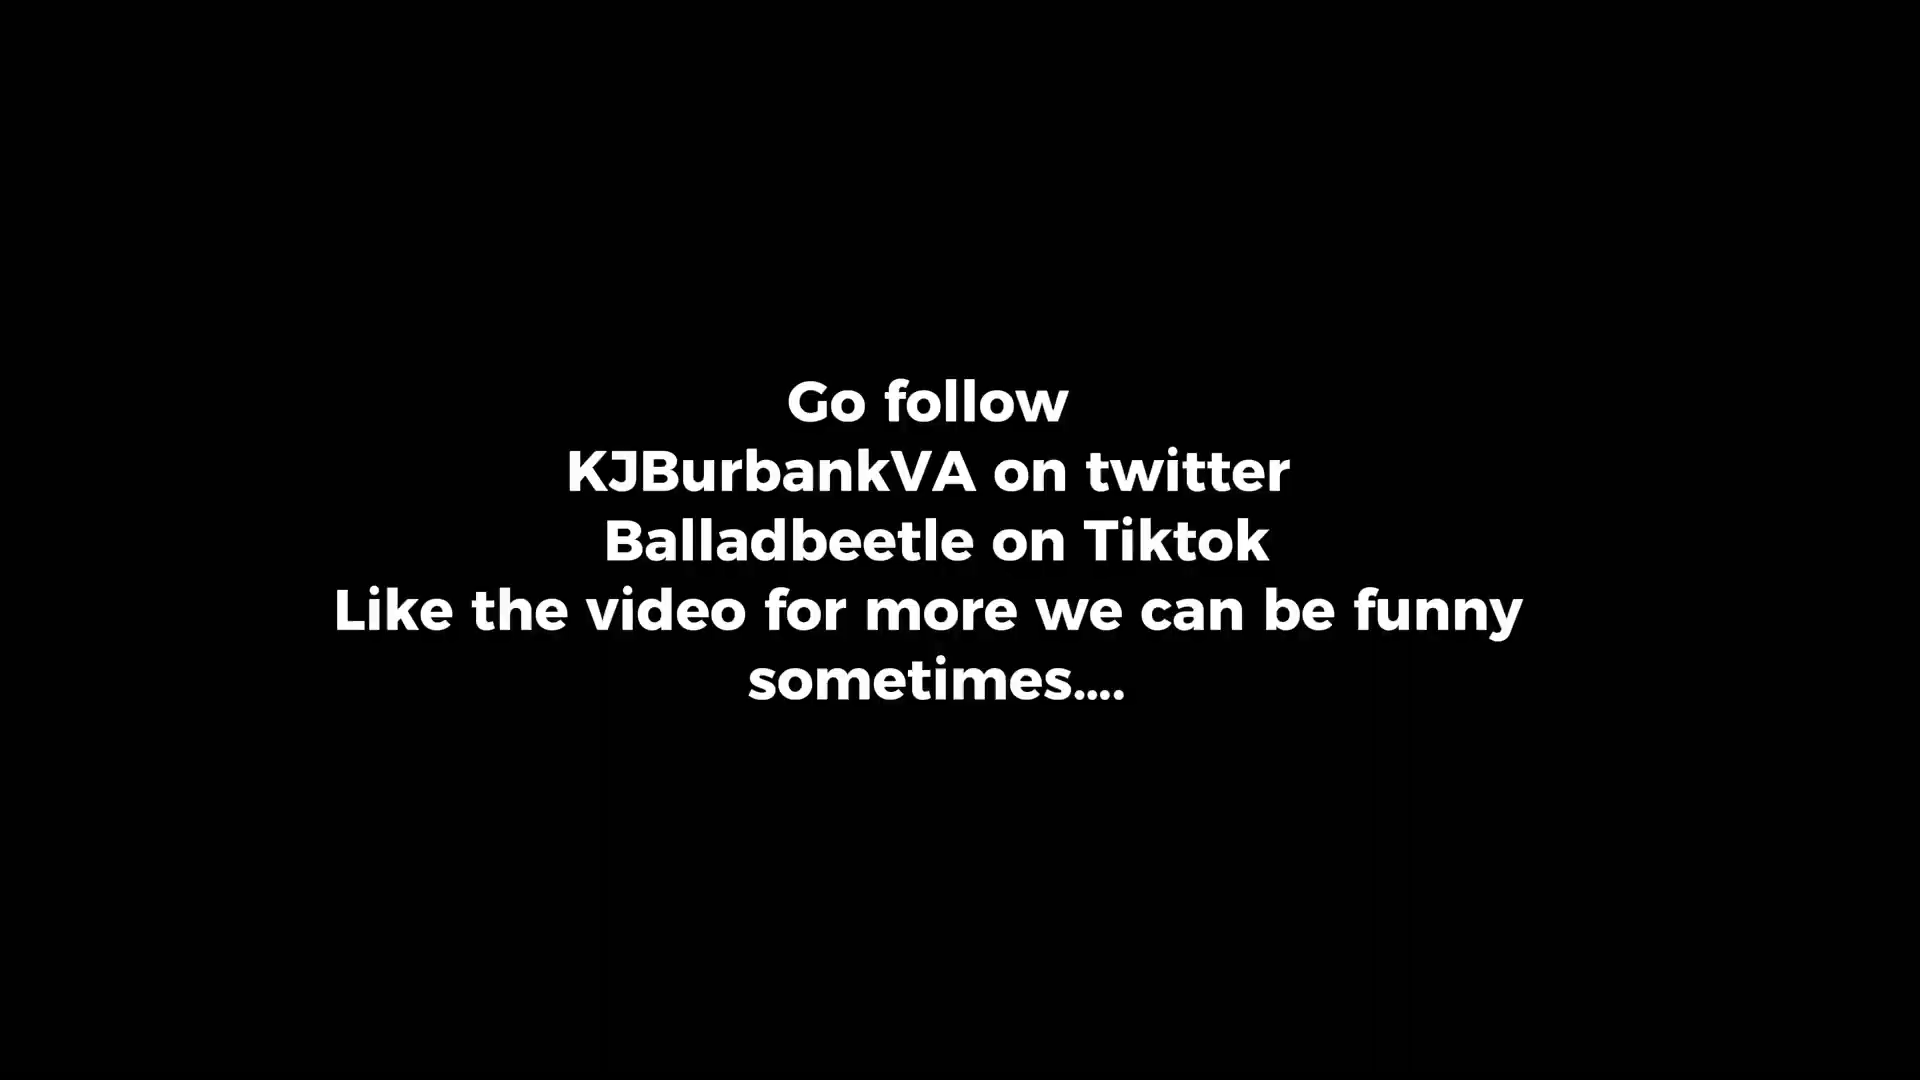 Go follow
KJBurbankVA on twitter
Balladbeetle on Tiktok
Like the video for more we can be funny
sometimes....